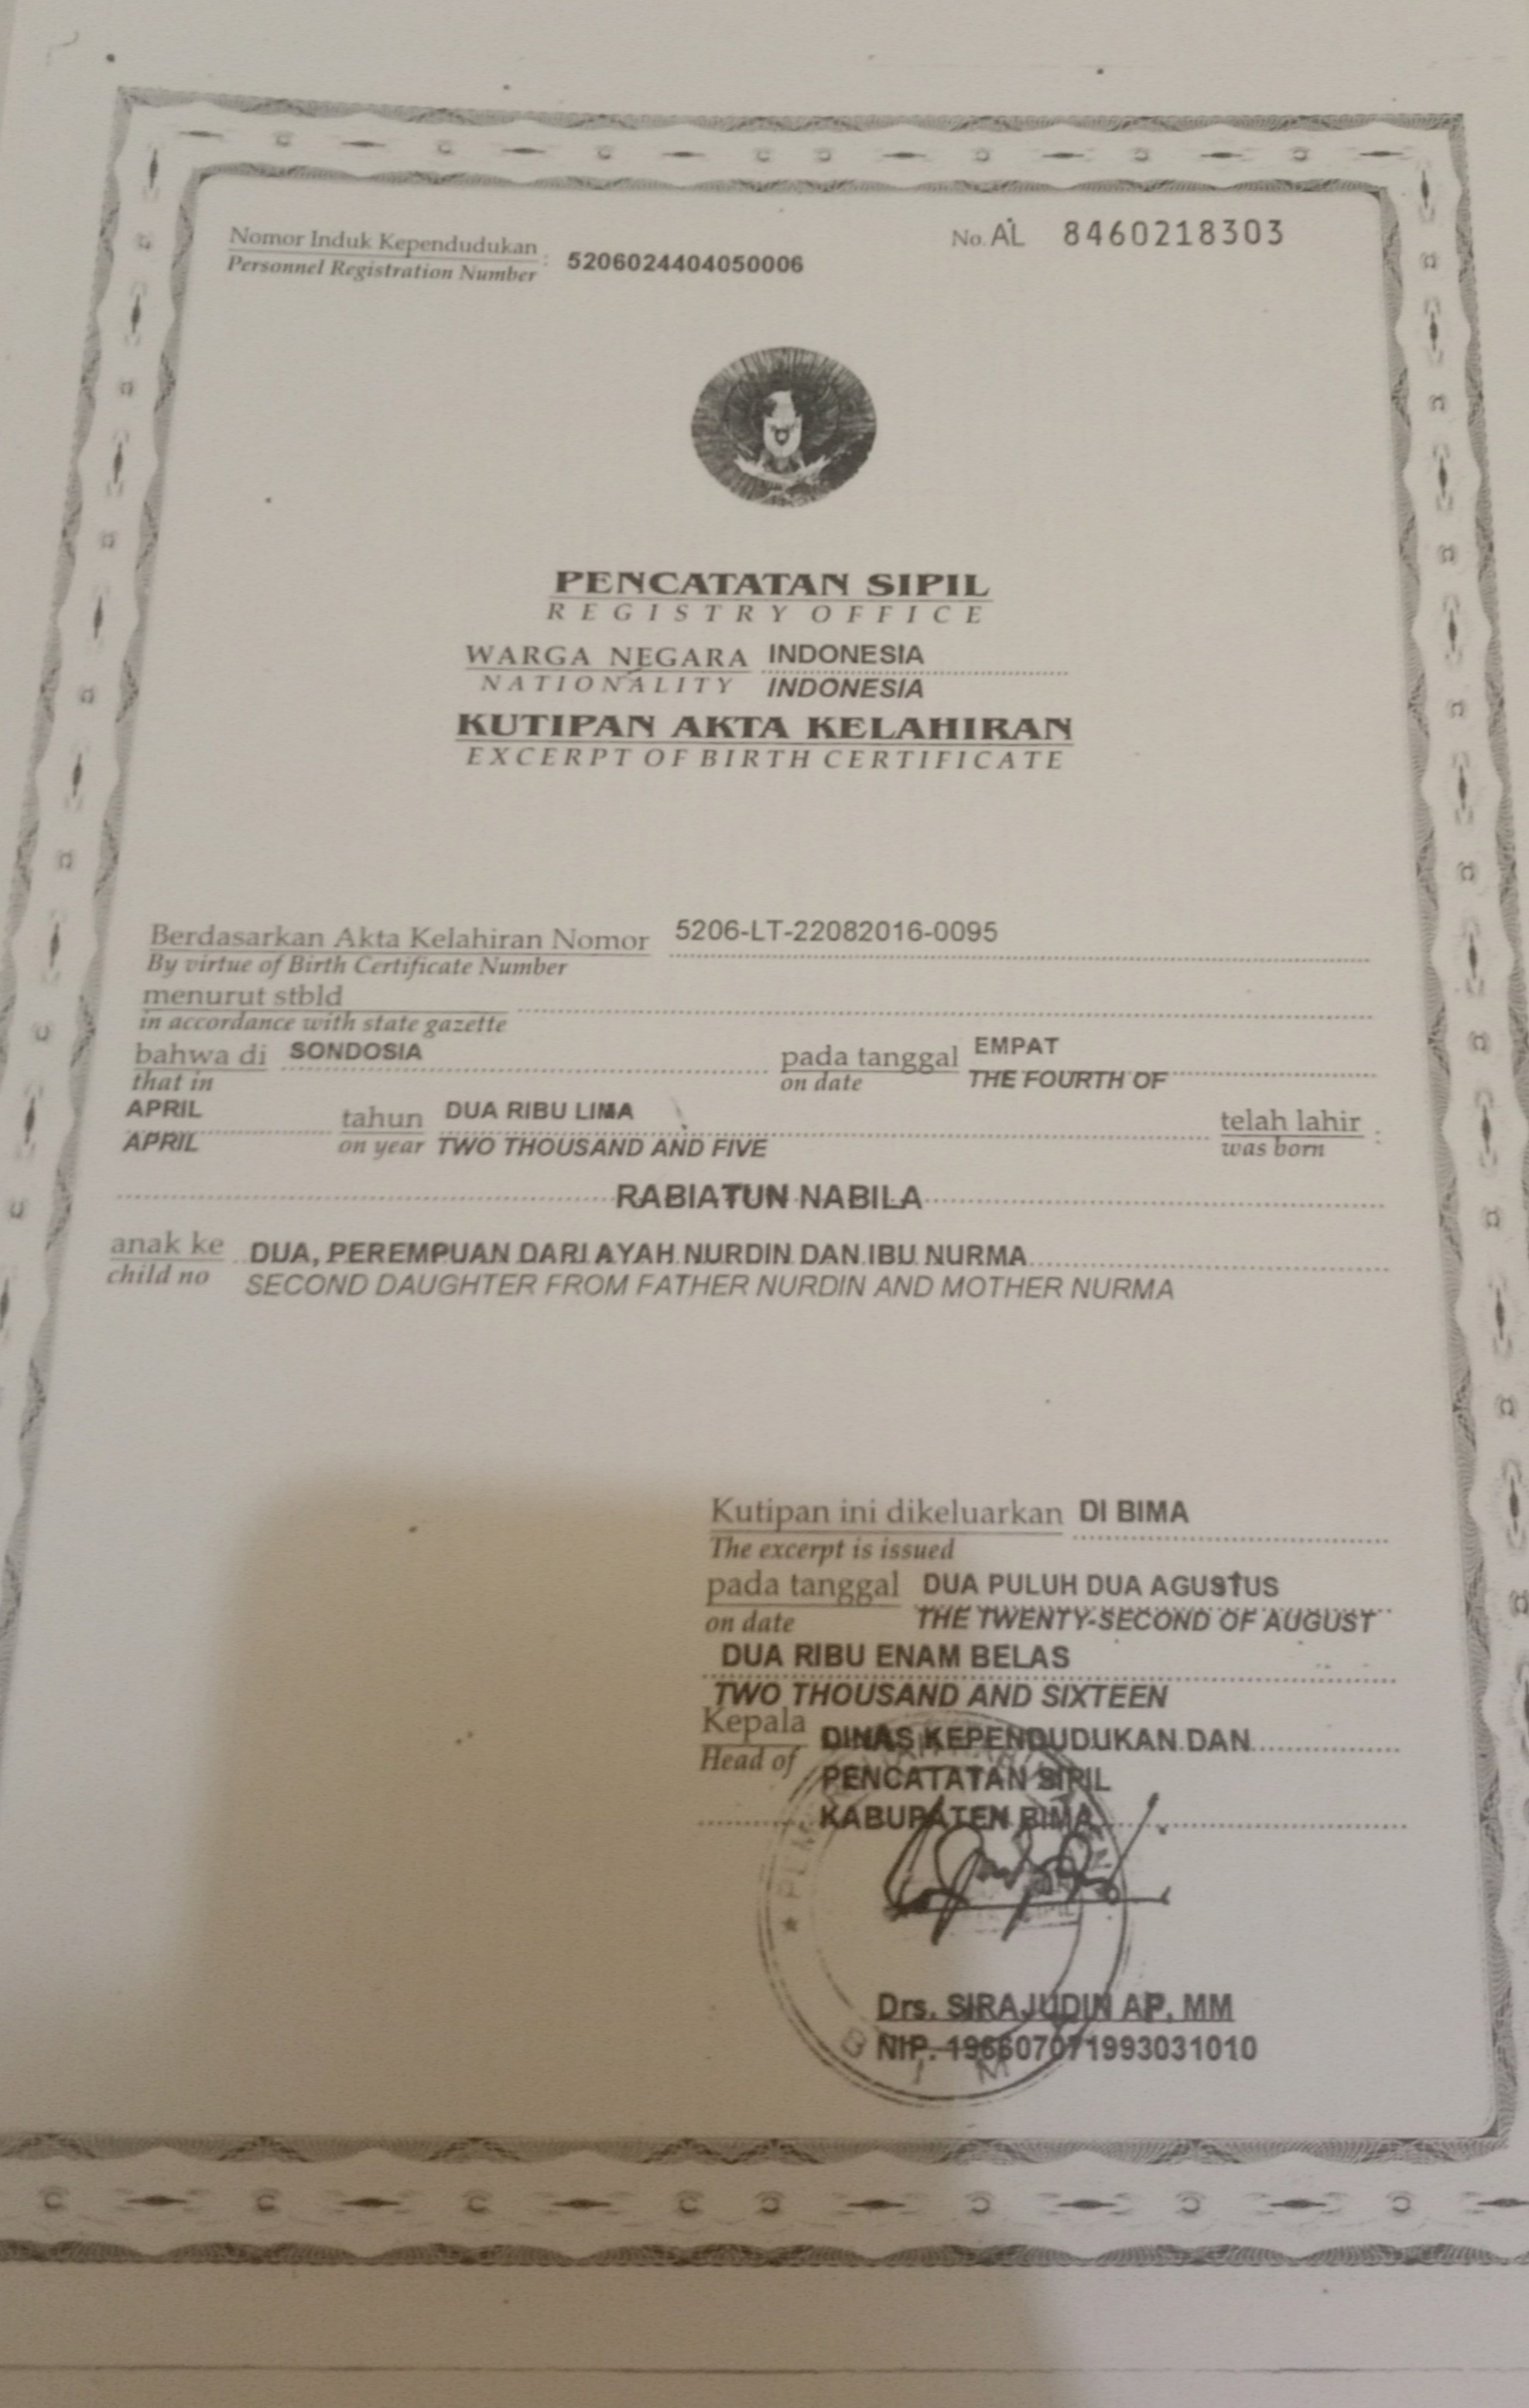 Nomor Induk Kependudukan : 5206024404050006
Personnel Registration Number
No. AL 8460218303
PENCATATAN SIPIL
REGISTRY OFFICE
WARGA NEGARA INDONESIA
NATIONALITY INDONESIA
KUTIPAN AKTA KELAHIRAN
EXCERPT OF BIRTH CERTIFICATE
Berdasarkan Akta Kelahiran Nomor 5206-LT-22082016-0095
By virtue of Birth Certificate Number
menurut stbld
in accordance with state gazette
bahwa di SONDOSIA pada tanggal EMPAT
that in on date THE FOURTH OF
APRIL tahun DUA RIBU LIMA telah lahir :
APRIL on year TWO THOUSAND AND FIVE was born
RABIATUN NABILA
anak ke DUA, PEREMPUAN DARI AYAH NURDIN DAN IBU NURMA
child no SECOND DAUGHTER FROM FATHER NURDIN AND MOTHER NURMA
Kutipan ini dikeluarkan DI BIMA
The excerpt is issued
pada tanggal DUA PULUH DUA AGUSTUS
on date THE TWENTY-SECOND OF AUGUST
DUA RIBU ENAM BELAS
TWO THOUSAND AND SIXTEEN
Kepala DINAS KEPENDUDUKAN DAN
Head of PENCATATAN SIPIL
KABUPATEN BIMA
Drs. SIRAJUDIN AP, MM
NIP. 196607071993031010